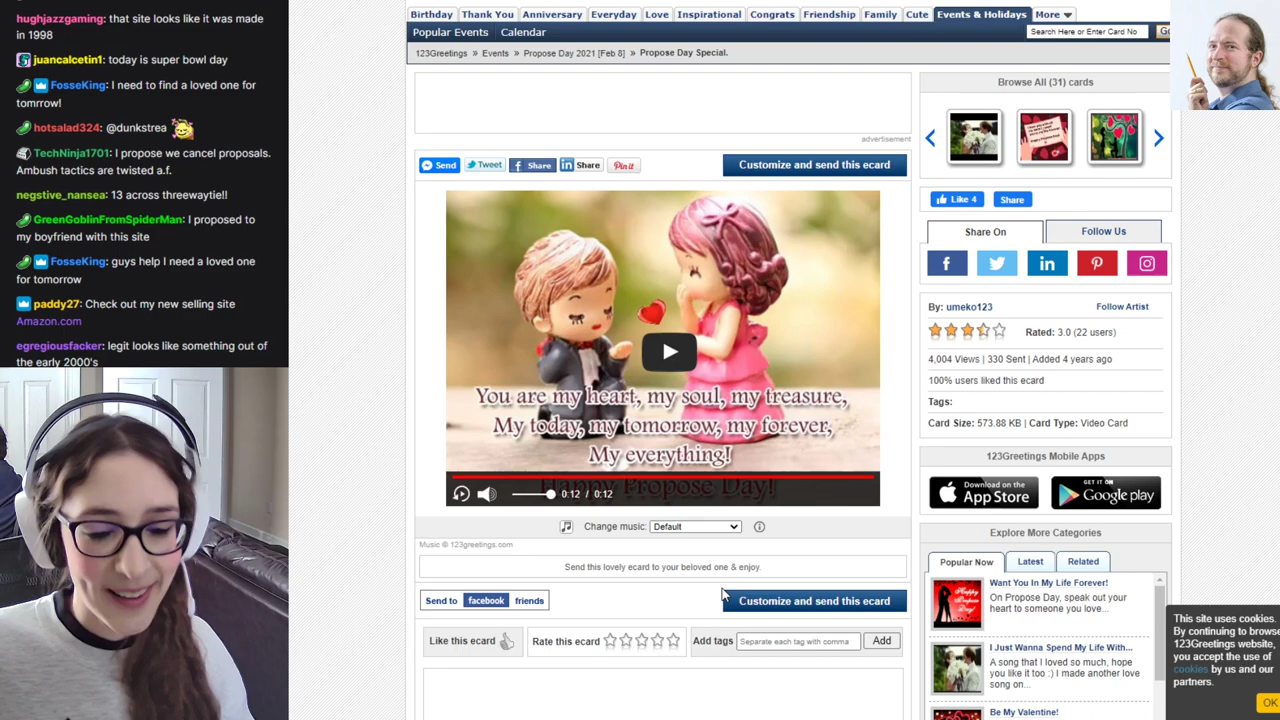 hughjazzgaming: that site looks like it was made
in 1998
juancalcetin1: today is super bowl day
FosseKing: I need to find a loved one for
tomrow!
hotsalad324: @dunkstrea
TechNinja1701: I propose we cancel proposals.
Ambush tactics are twisted a.f.
negstive_nansea: 13 across threewaytie!!
GreenGoblinFromSpiderMan: I proposed to
my boyfriend with this site
FosseKing: guys help I need a loved one
for tomorrow
paddy27: Check out my new selling site
Amazon.com
egregiousfacker: legit looks like something out of
the early 2000's
Birthday Thank You Anniversary Everyday Love Inspirational Congrats Friendship Family Cute Events & Holidays More
Popular Events Calendar
Search Here or Enter Card No
123Greetings » Events » Propose Day 2021 [Feb 8] » Propose Day Special.
advertisement
Send Tweet Share Share Pin it
Customize and send this ecard
You are my heart, my soul, my treasure,
My today, my tomorrow, my forever,
My everything!
Happy Propose Day!
0:12 / 0:12
Change music: Default
Music © 123greetings.com
Send this lovely ecard to your beloved one & enjoy.
Send to facebook friends
Customize and send this ecard
Like this ecard
Rate this ecard
Add tags
Separate each tag with comma
Add
Browse All (31) cards
Like 4 Share
Share On
Follow Us
By: umeko123
Follow Artist
Rated: 3.0 (22 users)
4,004 Views | 330 Sent | Added 4 years ago
100% users liked this ecard
Tags:
Card Size: 573.88 KB | Card Type: Video Card
123Greetings Mobile Apps
Download on the
App Store
GET IT ON
Google play
Explore More Categories
Popular Now Latest Related
Want You In My Life Forever!
On Propose Day, speak out your
heart to someone you love...
I Just Wanna Spend My Life With...
A song that I loved so much, hope
you like it too :) I made another love
song on...
Be My Valentine!
This site uses cookies.
By continuing to browse
123Greetings website,
you accept the use of
cookies by us and our
partners.
OK